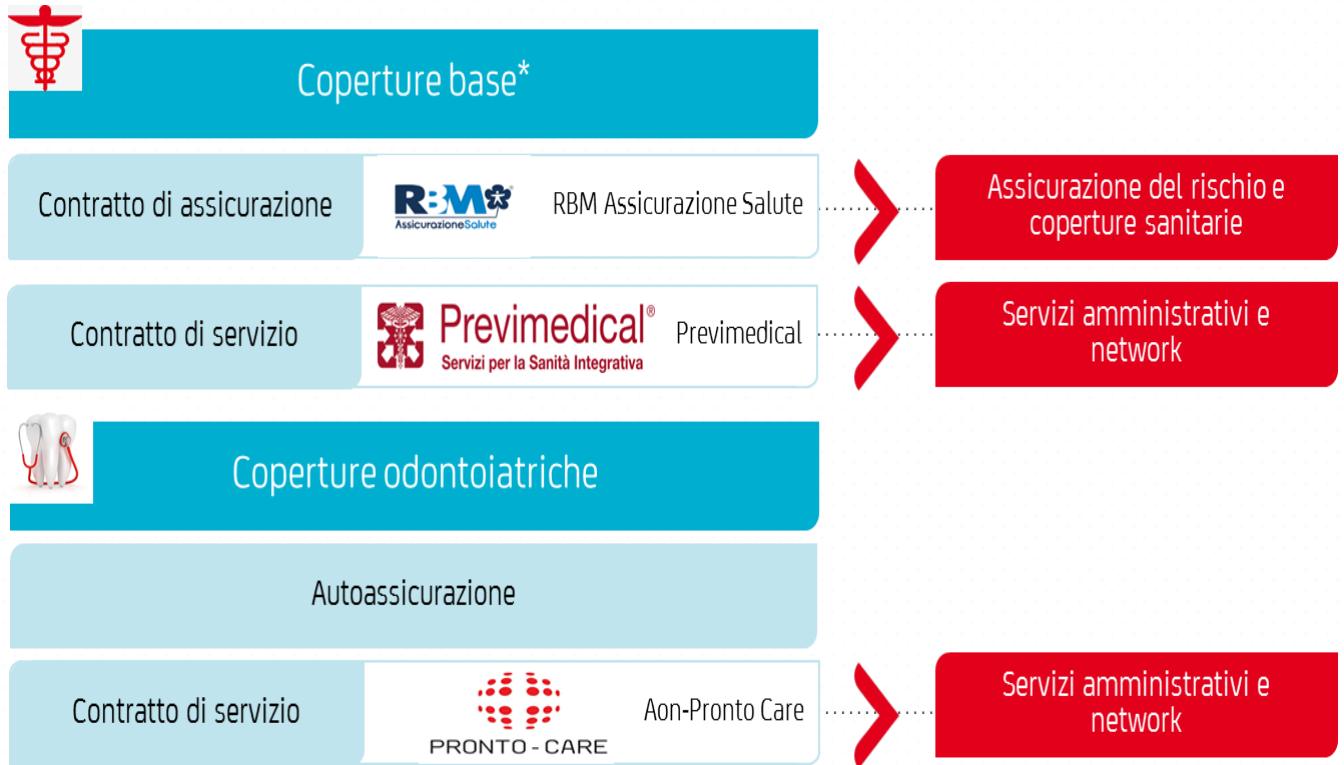 Coperture base*
Contratto di assicurazione
RBM
AssicurazioneSalute
RBM Assicurazione Salute
Assicurazione del rischio e
coperture sanitarie
Contratto di servizio
Previmedical®
Servizi per la Sanità Integrativa
Previmedical
Servizi amministrativi e
network
Coperture odontoiatriche
Autoassicurazione
Contratto di servizio
PRONTO-CARE
Aon-Pronto Care
Servizi amministrativi e
network